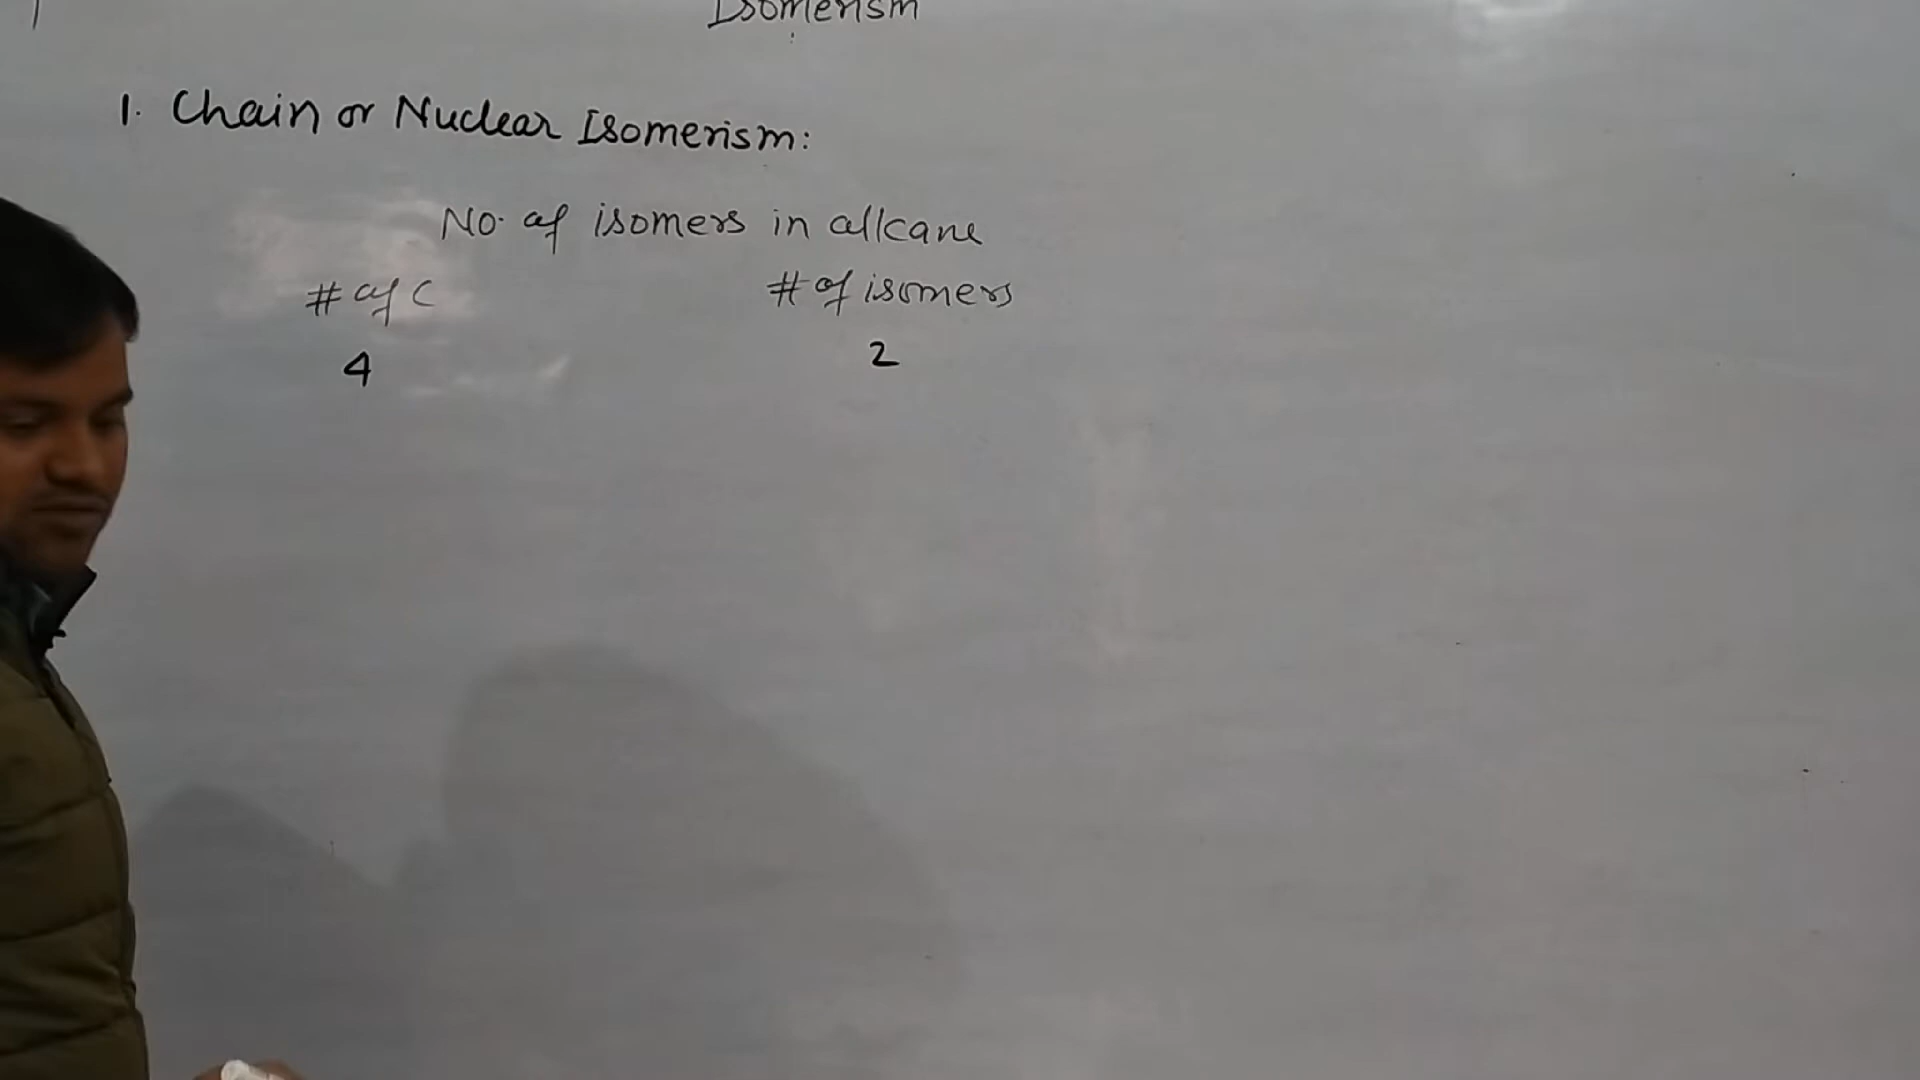 Isomerism
1. Chain or Nuclear Isomerism:
No. of isomers in alkane
# of C # of isomers
4 2